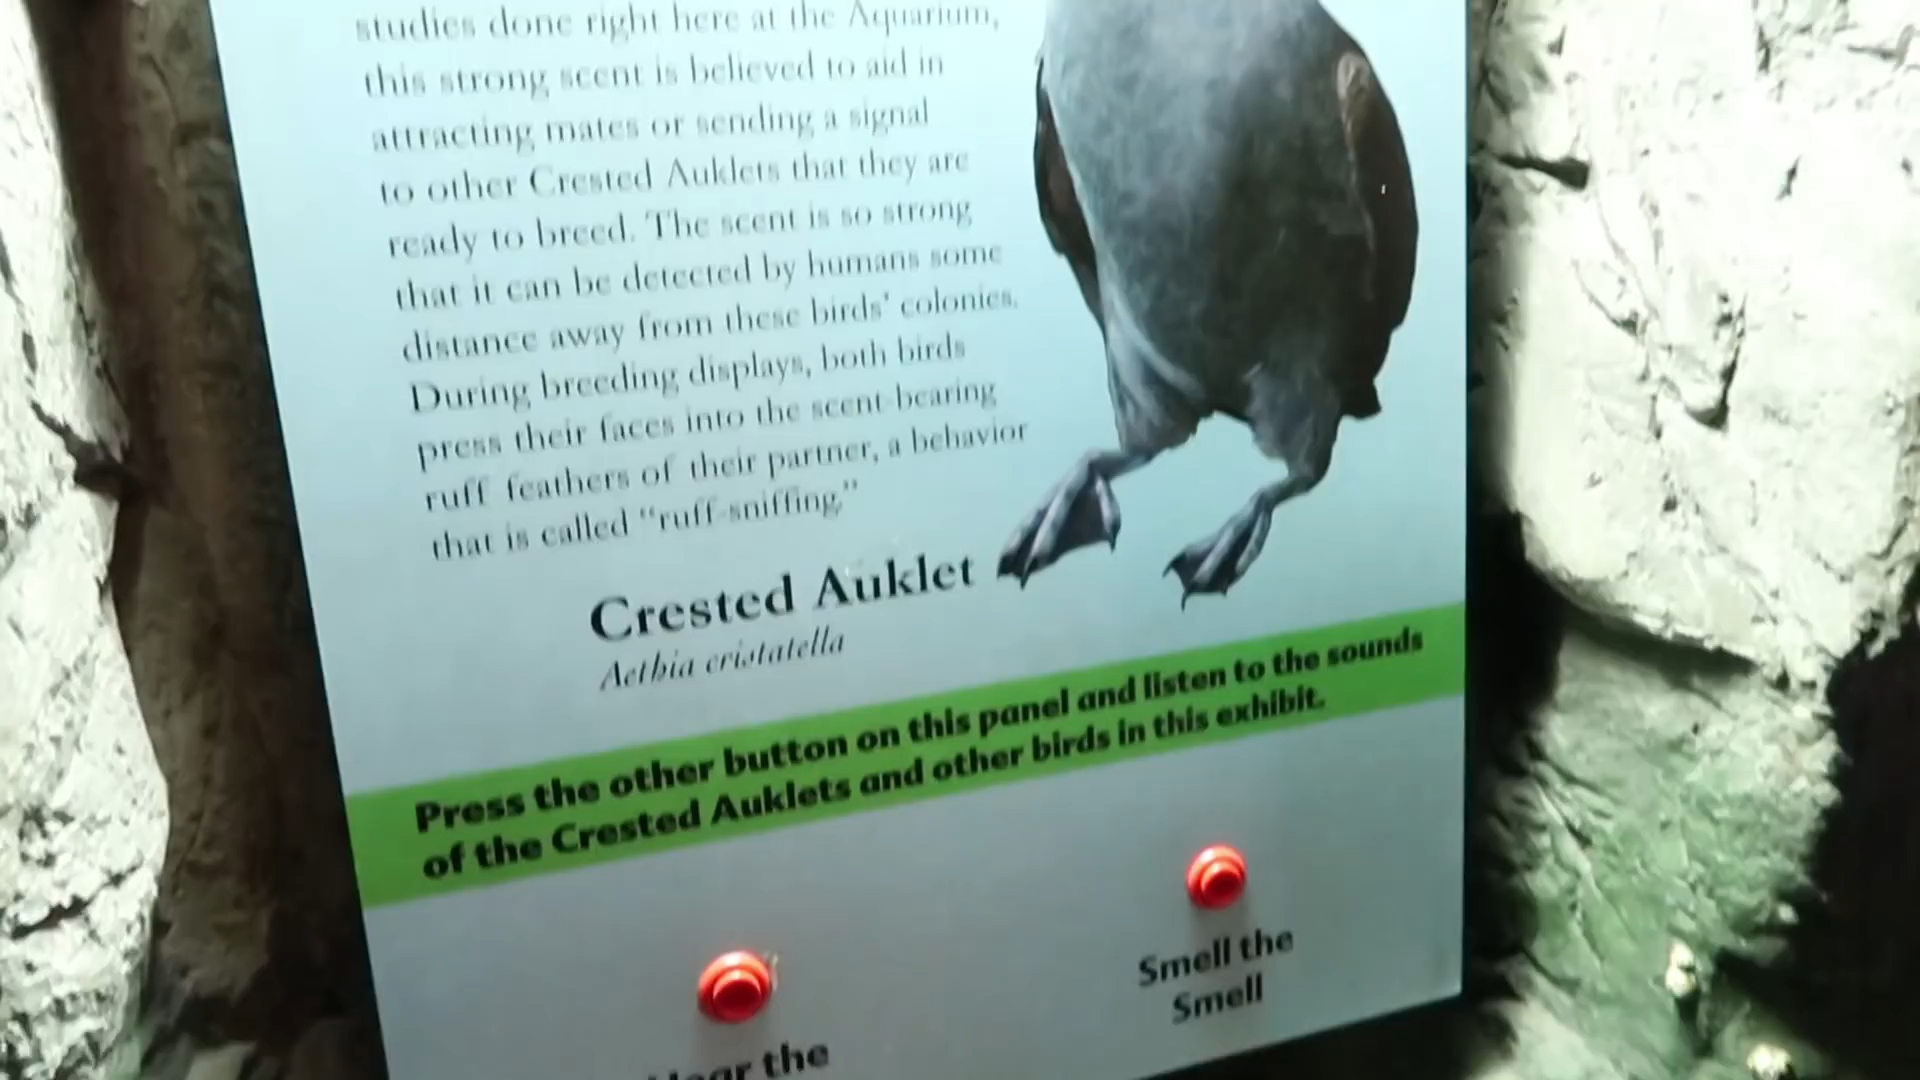 studies done right here at the Aquarium,
this strong scent is believed to aid in
attracting mates or sending a signal
to other Crested Auklets that they are
ready to breed. The scent is so strong
that it can be detected by humans some
distance away from these birds' colonies.
During breeding displays, both birds
press their faces into the scent-bearing
ruff feathers of their partner, a behavior
that is called "ruff-sniffing."
Crested Auklet
Aethia cristatella
Press the other button on this panel and listen to the sounds
of the Crested Auklets and other birds in this exhibit.
Smell the
Smell
Hear the